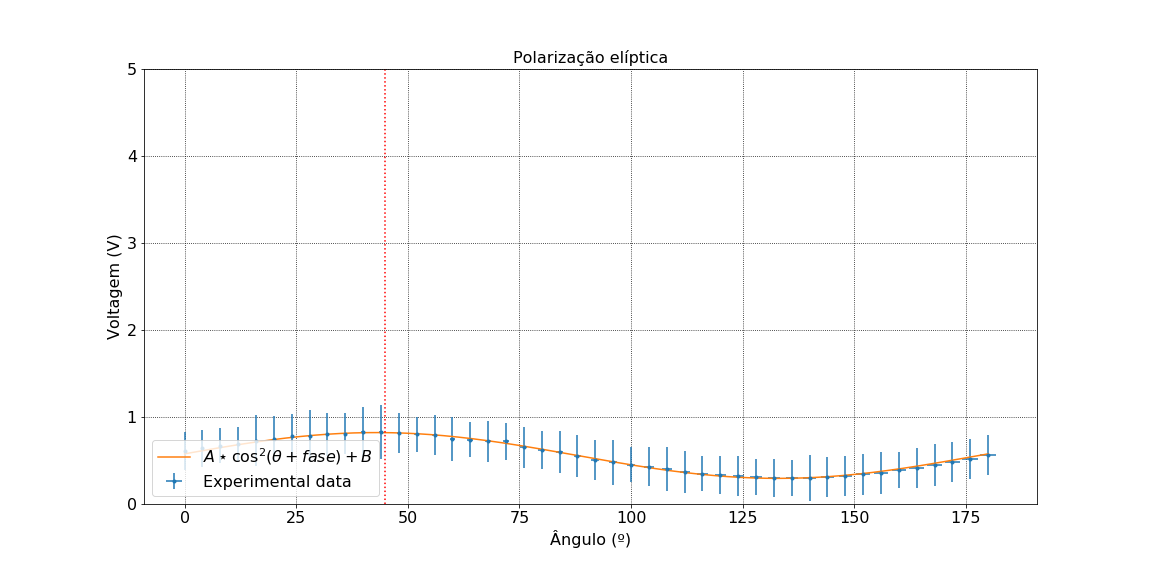 Polarização elíptica
Voltagem (V)
5
4
3
2
1
0
A ⋆ cos²(θ + fase) + B
Experimental data
0 25 50 75 100 125 150 175
Ângulo (º)